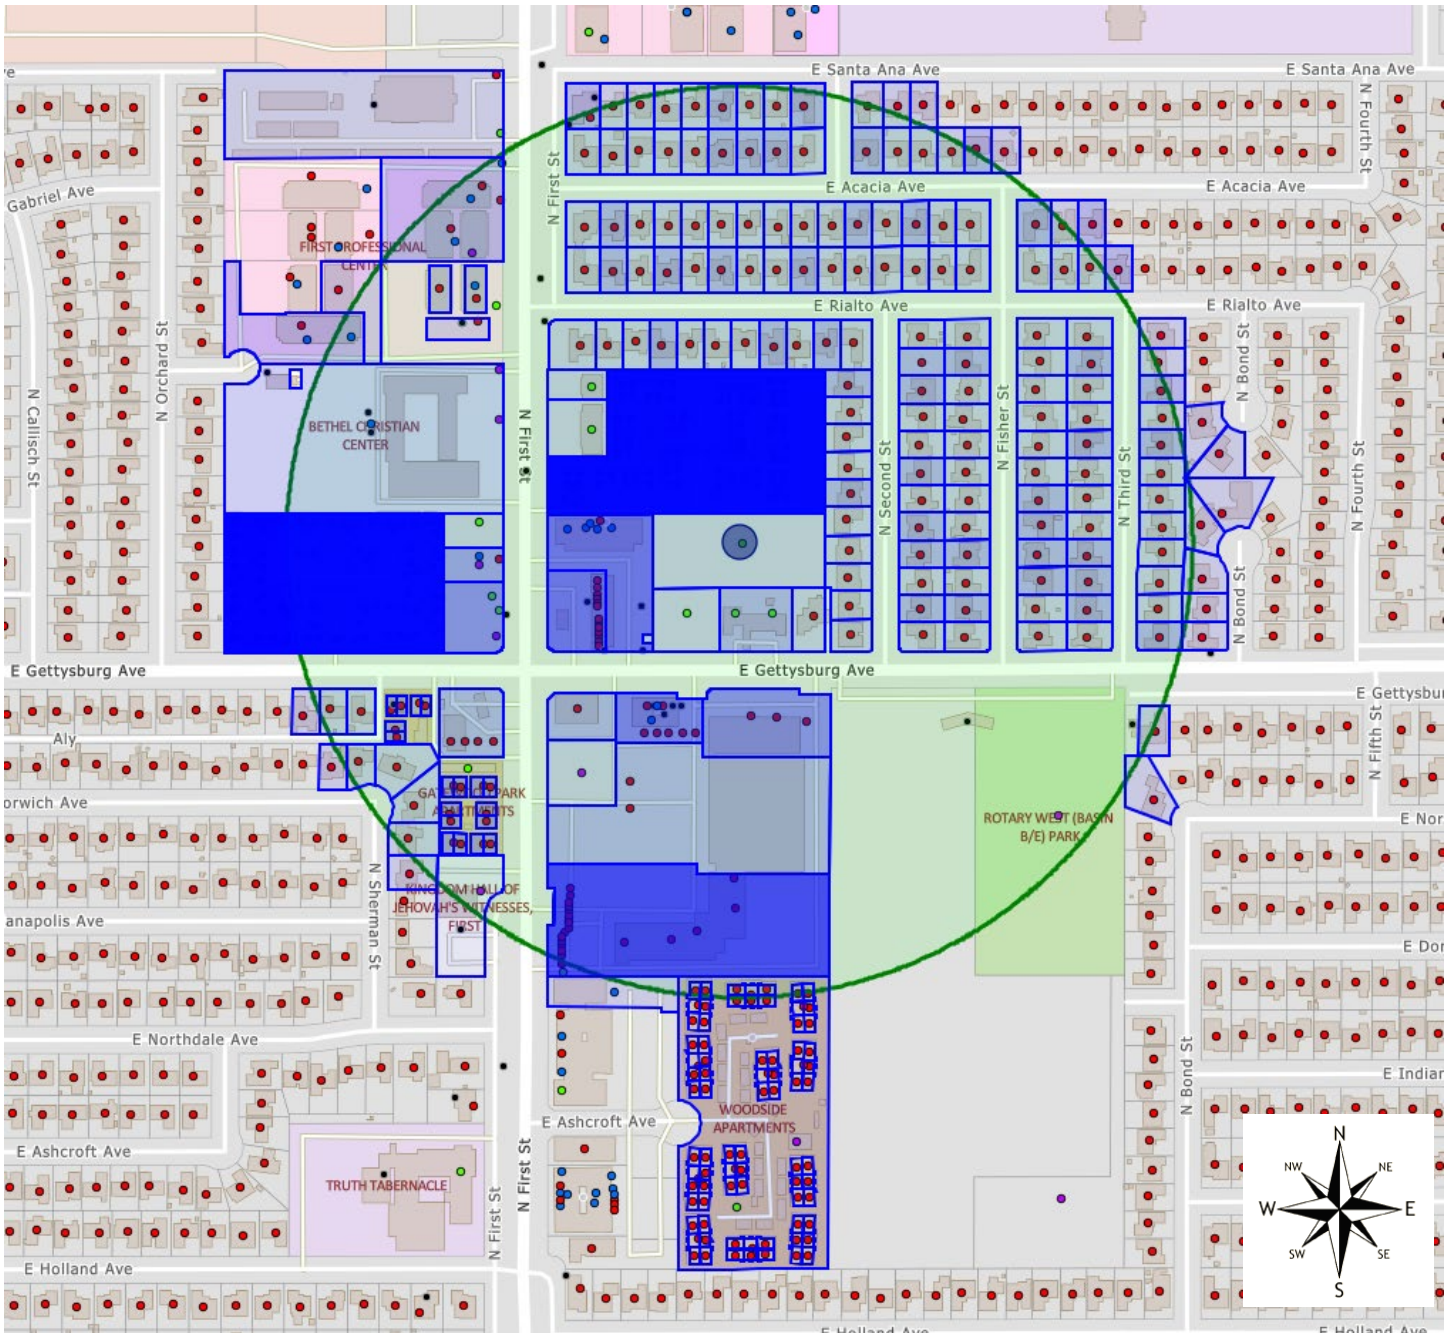 E Santa Ana Ave
E Santa Ana Ave
ve
N Fourth St
N First St
Gabriel Ave
E Acacia Ave
E Acacia Ave
FIRST PROFESSIONAL
CENTER
E Rialto Ave
E Rialto Ave
N Orchard St
N Bond St
N Callisch St
N First St
BETHEL CHRISTIAN
CENTER
N Second St
N Fisher St
N Third St
N Fourth St
N Bond St
E Gettysburg Ave
E Gettysburg Ave
E Gettysbur
Aly
N Fifth St
orwich Ave
GATEWOOD PARK
APARTMENTS
ROTARY WEST (BASIN
B/E) PARK
E Nor
N Sherman St
KINGDOM HALL OF
JEHOVAH'S WITNESSES,
FIRST
anapolis Ave
E Dor
E Northdale Ave
N Bond St
E Indian
WOODSIDE
APARTMENTS
E Ashcroft Ave
E Ashcroft Ave
N First St
TRUTH TABERNACLE
N First St
E Holland Ave
E Holland Ave
E Holland Ave
N
NW
NE
W
E
SW
SE
S